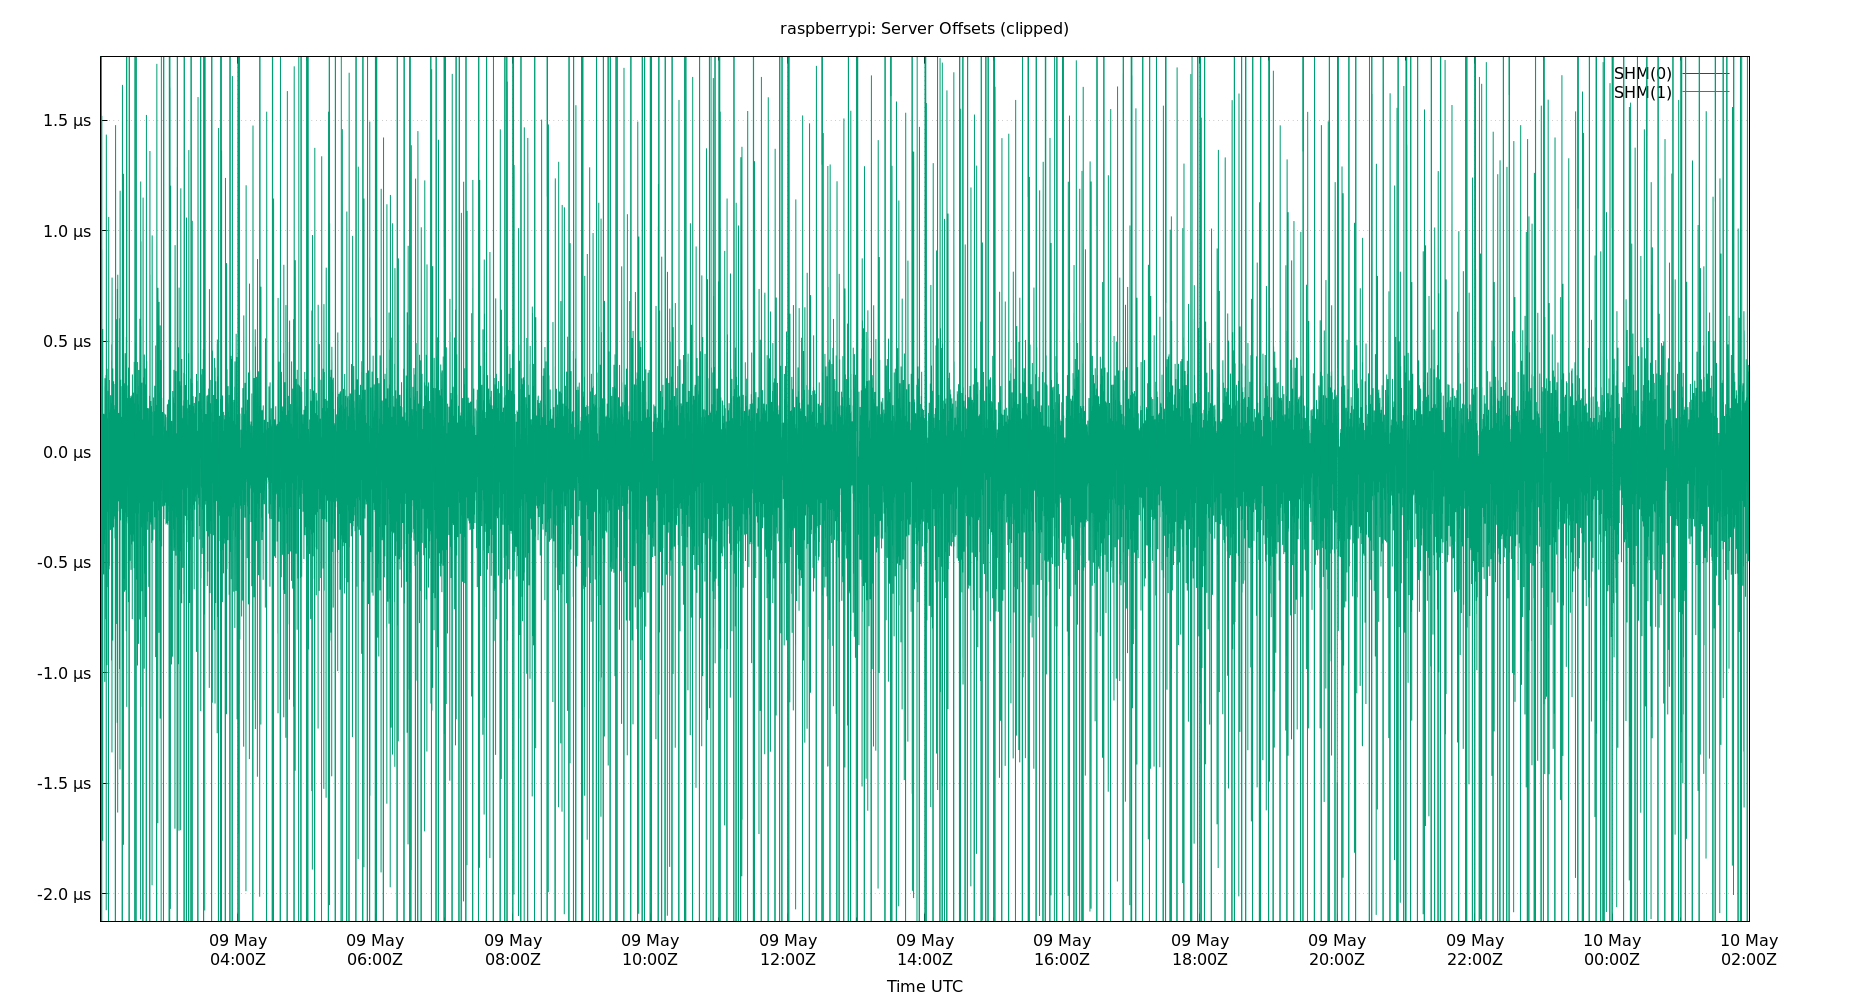 raspberrypi: Server Offsets (clipped)
SHM(0)
SHM(1)
1.5 µs
1.0 µs
0.5 µs
0.0 µs
-0.5 µs
-1.0 µs
-1.5 µs
-2.0 µs
09 May 09 May 09 May 09 May 09 May 09 May 09 May 09 May 09 May 09 May 10 May 10 May
04:00Z 06:00Z 08:00Z 10:00Z 12:00Z 14:00Z 16:00Z 18:00Z 20:00Z 22:00Z 00:00Z 02:00Z
Time UTC